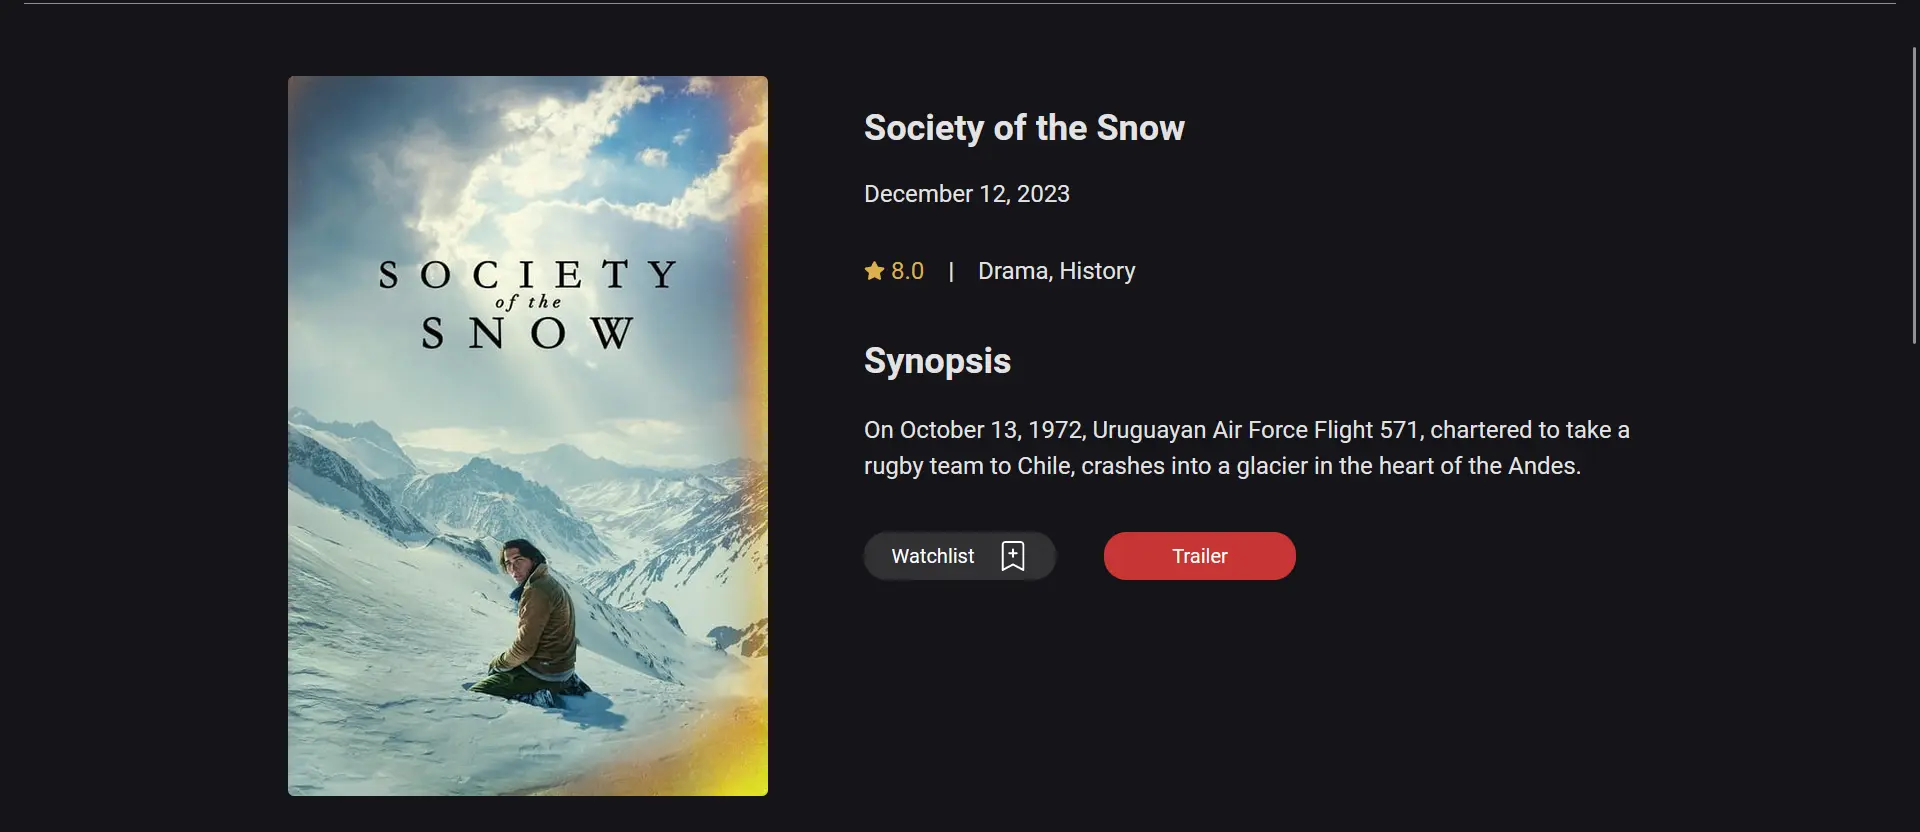 SOCIETY
of the
SNOW
Society of the Snow
December 12, 2023
8.0 | Drama, History
Synopsis
On October 13, 1972, Uruguayan Air Force Flight 571, chartered to take a
rugby team to Chile, crashes into a glacier in the heart of the Andes.
Watchlist
Trailer